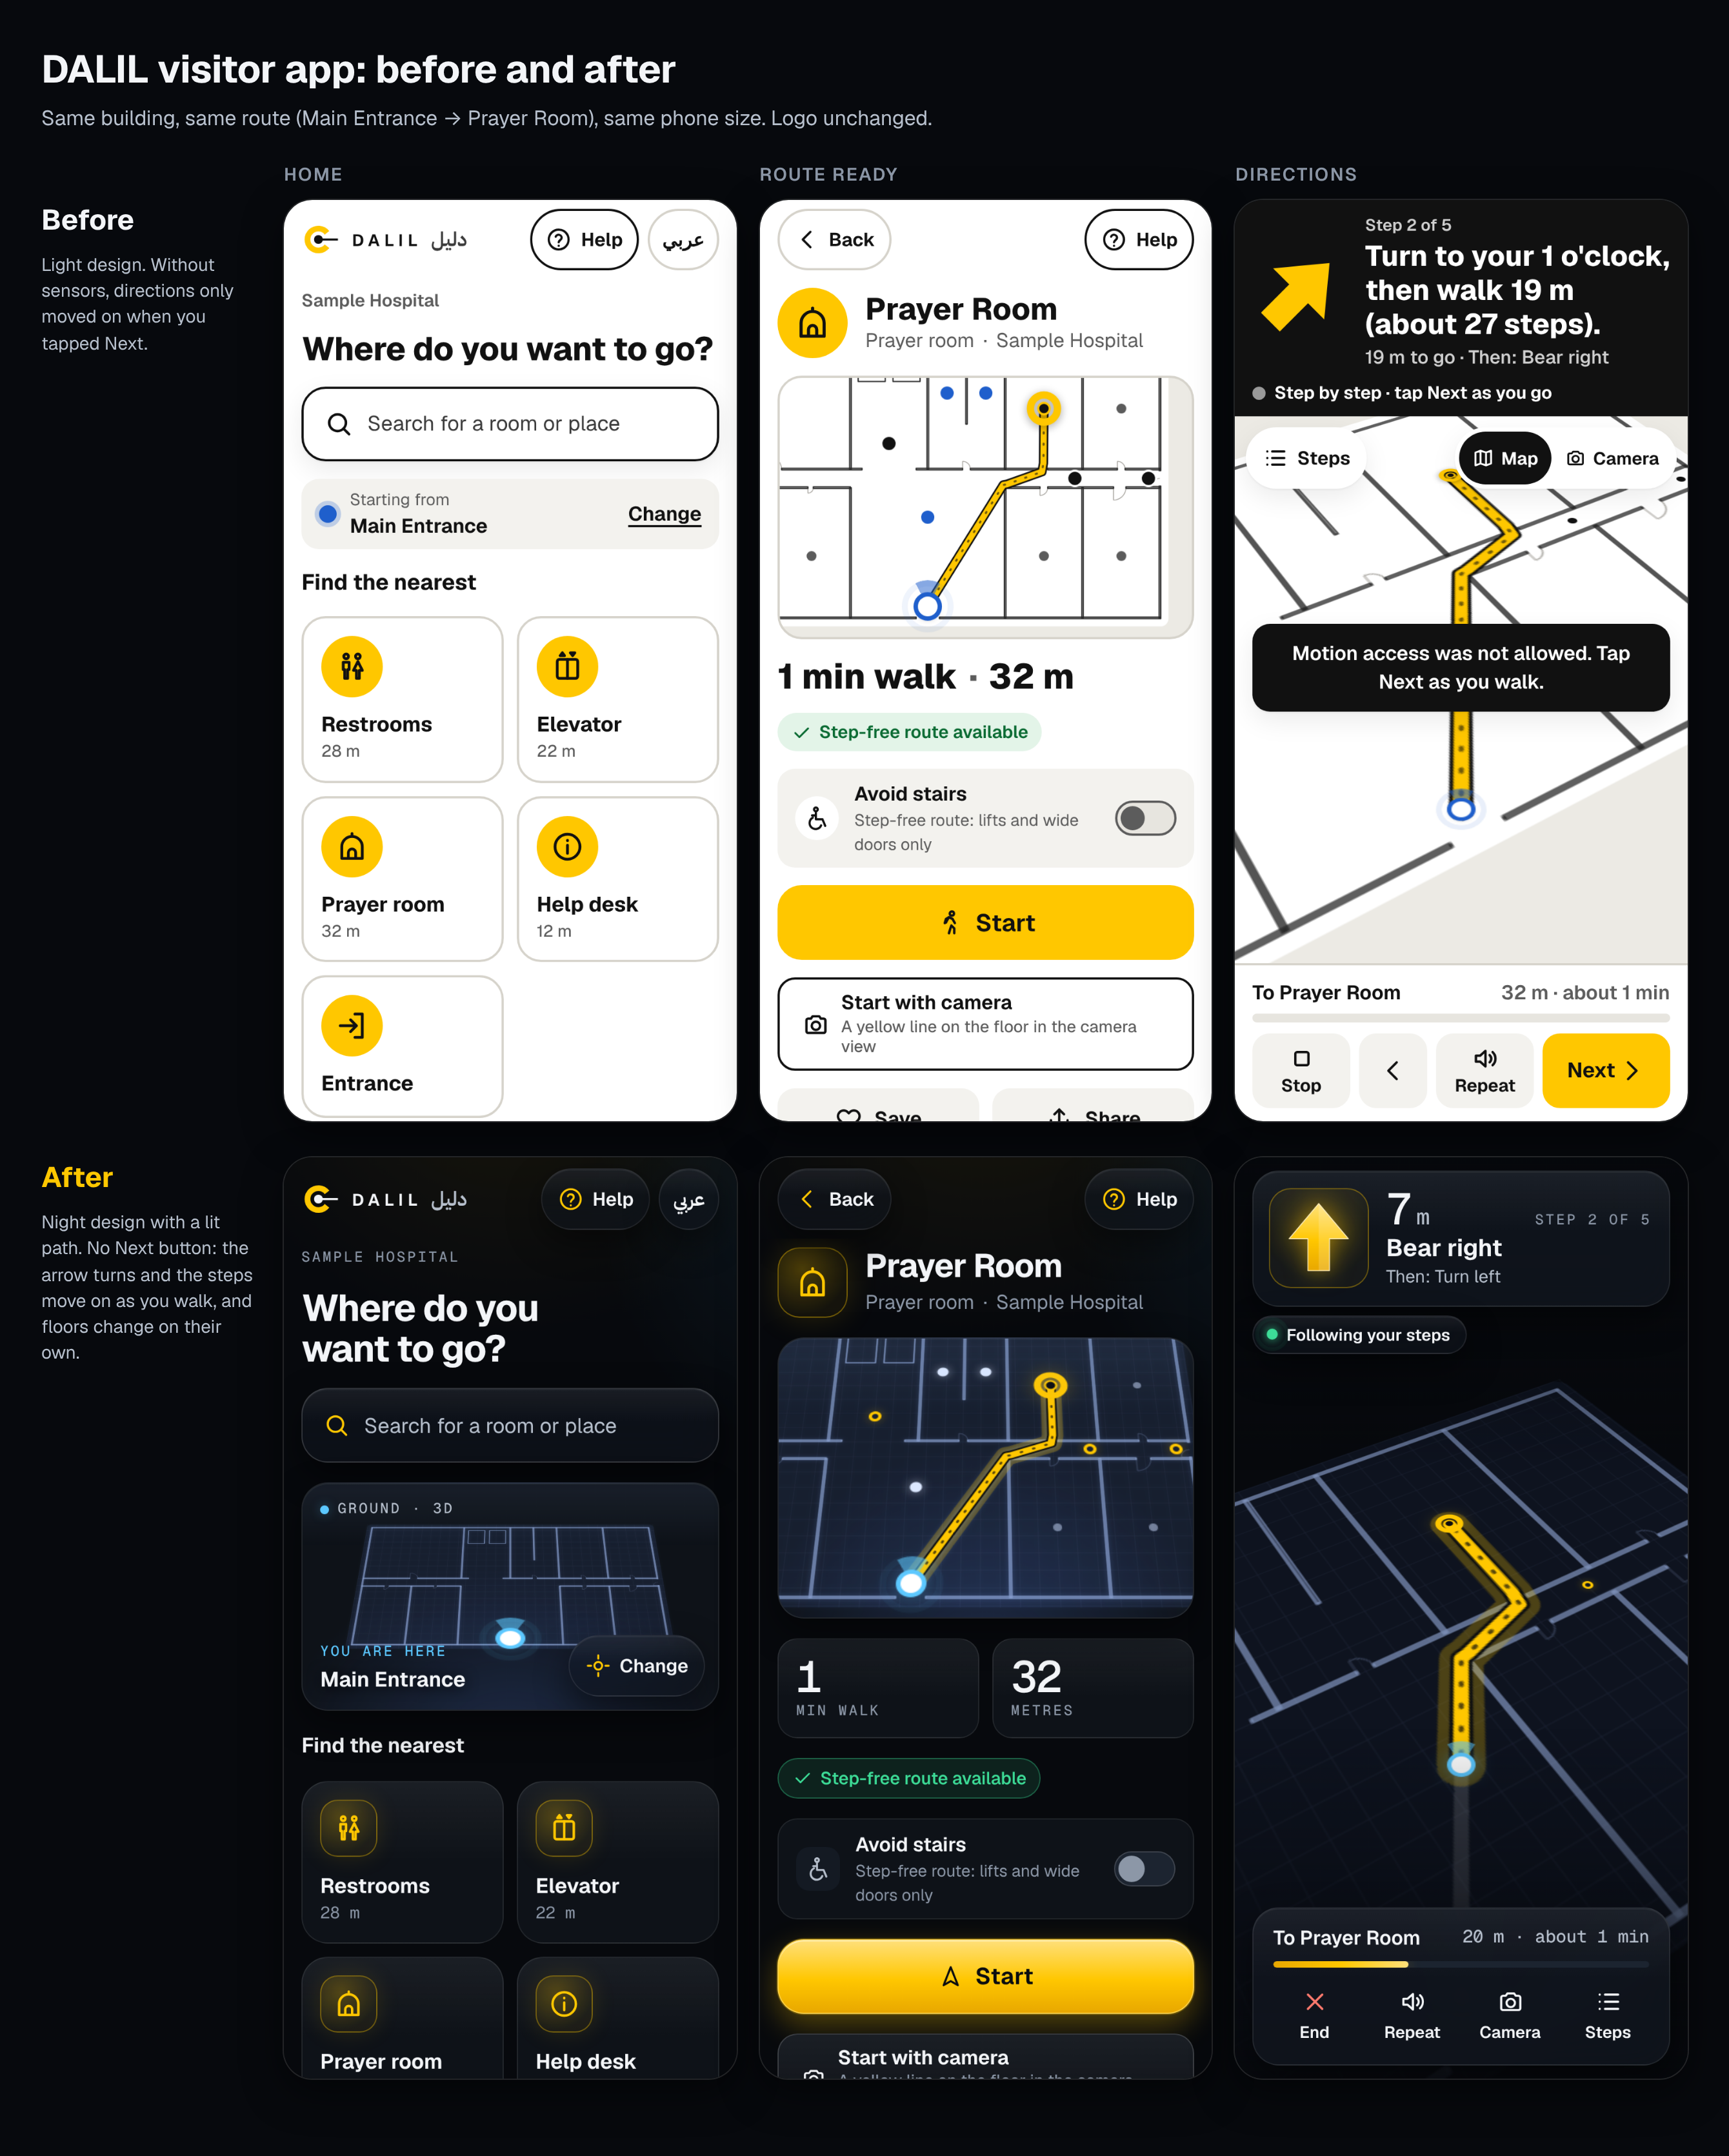 DALIL visitor app: before and after
Same building, same route (Main Entrance → Prayer Room), same phone size. Logo unchanged.
HOME
ROUTE READY
DIRECTIONS
Before
Light design. Without
sensors, directions only
moved on when you
tapped Next.
DALIL دليل
Help
عربي
Sample Hospital
Where do you want to go?
Search for a room or place
Starting from
Main Entrance
Change
Find the nearest
Restrooms
28 m
Elevator
22 m
Prayer room
32 m
Help desk
12 m
Entrance
Back
Help
Prayer Room
Prayer room · Sample Hospital
1 min walk · 32 m
Step-free route available
Avoid stairs
Step-free route: lifts and wide
doors only
Start
Start with camera
A yellow line on the floor in the camera
view
Save
Share
Step 2 of 5
Turn to your 1 o'clock,
then walk 19 m
(about 27 steps).
19 m to go · Then: Bear right
Step by step · tap Next as you go
Steps
Map
Camera
Motion access was not allowed. Tap
Next as you walk.
To Prayer Room
32 m · about 1 min
Stop
Repeat
Next
After
Night design with a lit
path. No Next button: the
arrow turns and the steps
move on as you walk, and
floors change on their
own.
DALIL دليل
Help
عربي
SAMPLE HOSPITAL
Where do you
want to go?
Search for a room or place
GROUND · 3D
YOU ARE HERE
Main Entrance
Change
Find the nearest
Restrooms
28 m
Elevator
22 m
Prayer room
Help desk
Back
Help
Prayer Room
Prayer room · Sample Hospital
1
MIN WALK
32
METRES
Step-free route available
Avoid stairs
Step-free route: lifts and wide
doors only
Start
Start with camera
7 m
STEP 2 OF 5
Bear right
Then: Turn left
Following your steps
To Prayer Room
20 m · about 1 min
End
Repeat
Camera
Steps